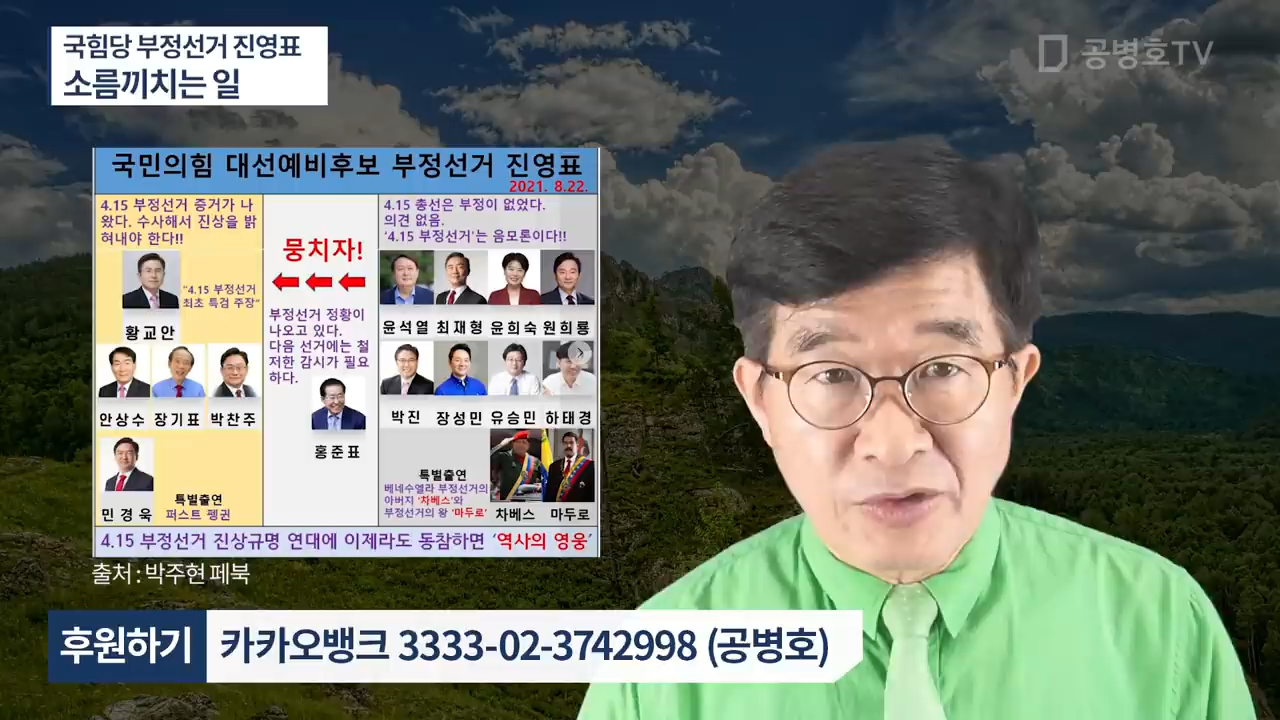 국힘당 부정선거 진영표
소름끼치는 일
공병호TV
국민의힘 대선예비후보 부정선거 진영표
2021. 8.22.
4.15 부정선거 증거가 나
왔다. 수사해서 진상을 밝
혀내야 한다!!
"4.15 부정선거
최초 특검 주장"
황교안
안상수 장기표 박찬주
민경욱
특별출연
퍼스트 펭귄
뭉치자!
부정선거 정황이
나오고 있다.
다음 선거에는 철
저한 감시가 필요
하다.
홍준표
4.15 총선은 부정이 없었다.
의견 없음.
'4.15 부정선거'는 음모론이다!!
윤석열 최재형 윤희숙 원희룡
박진 장성민 유승민 하태경
특별출연
베네수엘라 부정선거의
아버지 '차베스'와
부정선거의 왕 '마두로'
차베스 마두로
4.15 부정선거 진상규명 연대에 이제라도 동참하면 '역사의 영웅'
출처 : 박주현 페북
후원하기
카카오뱅크 3333-02-3742998 (공병호)